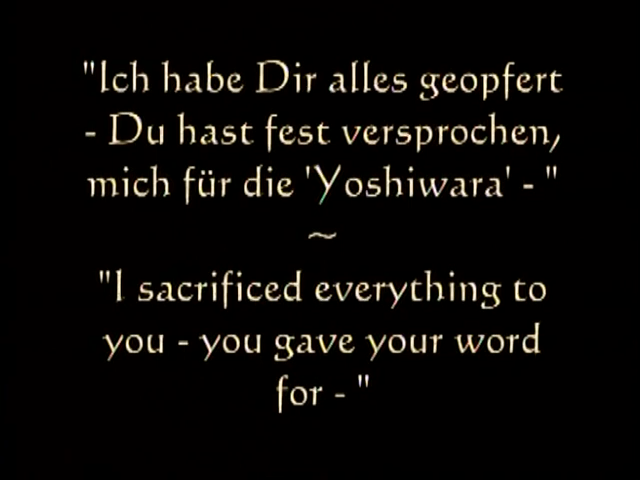 "Ich habe Dir alles geopfert
- Du hast fest versprochen,
mich für die 'Yoshiwara' - "
~
"I sacrificed everything to
you - you gave your word
for - "